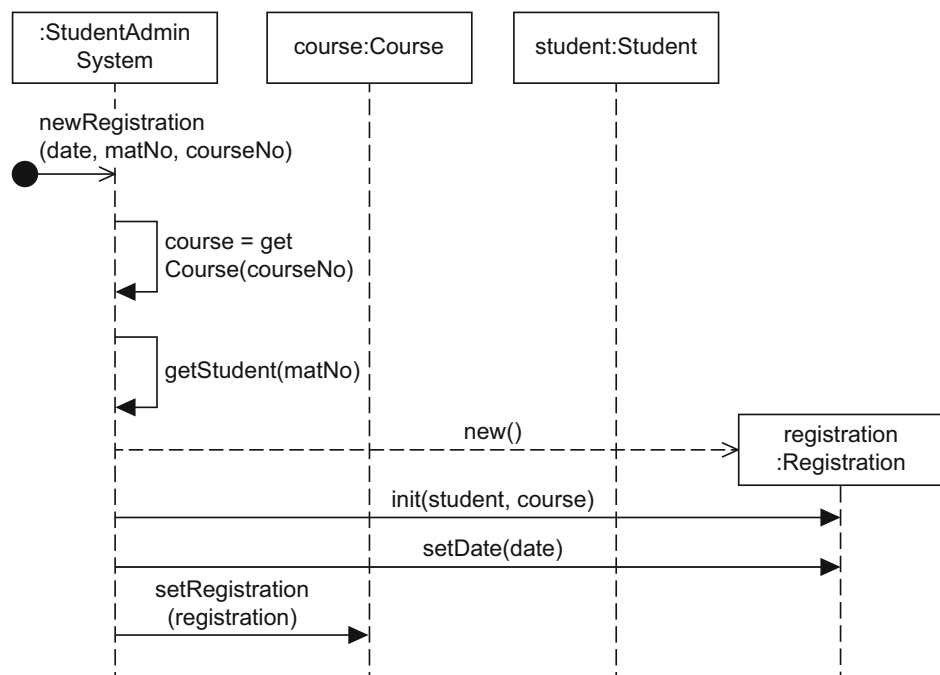 :StudentAdmin
System
course:Course
student:Student
newRegistration
(date, matNo, courseNo)
course = get
Course(courseNo)
getStudent(matNo)
new()
registration
:Registration
init(student, course)
setDate(date)
setRegistration
(registration)